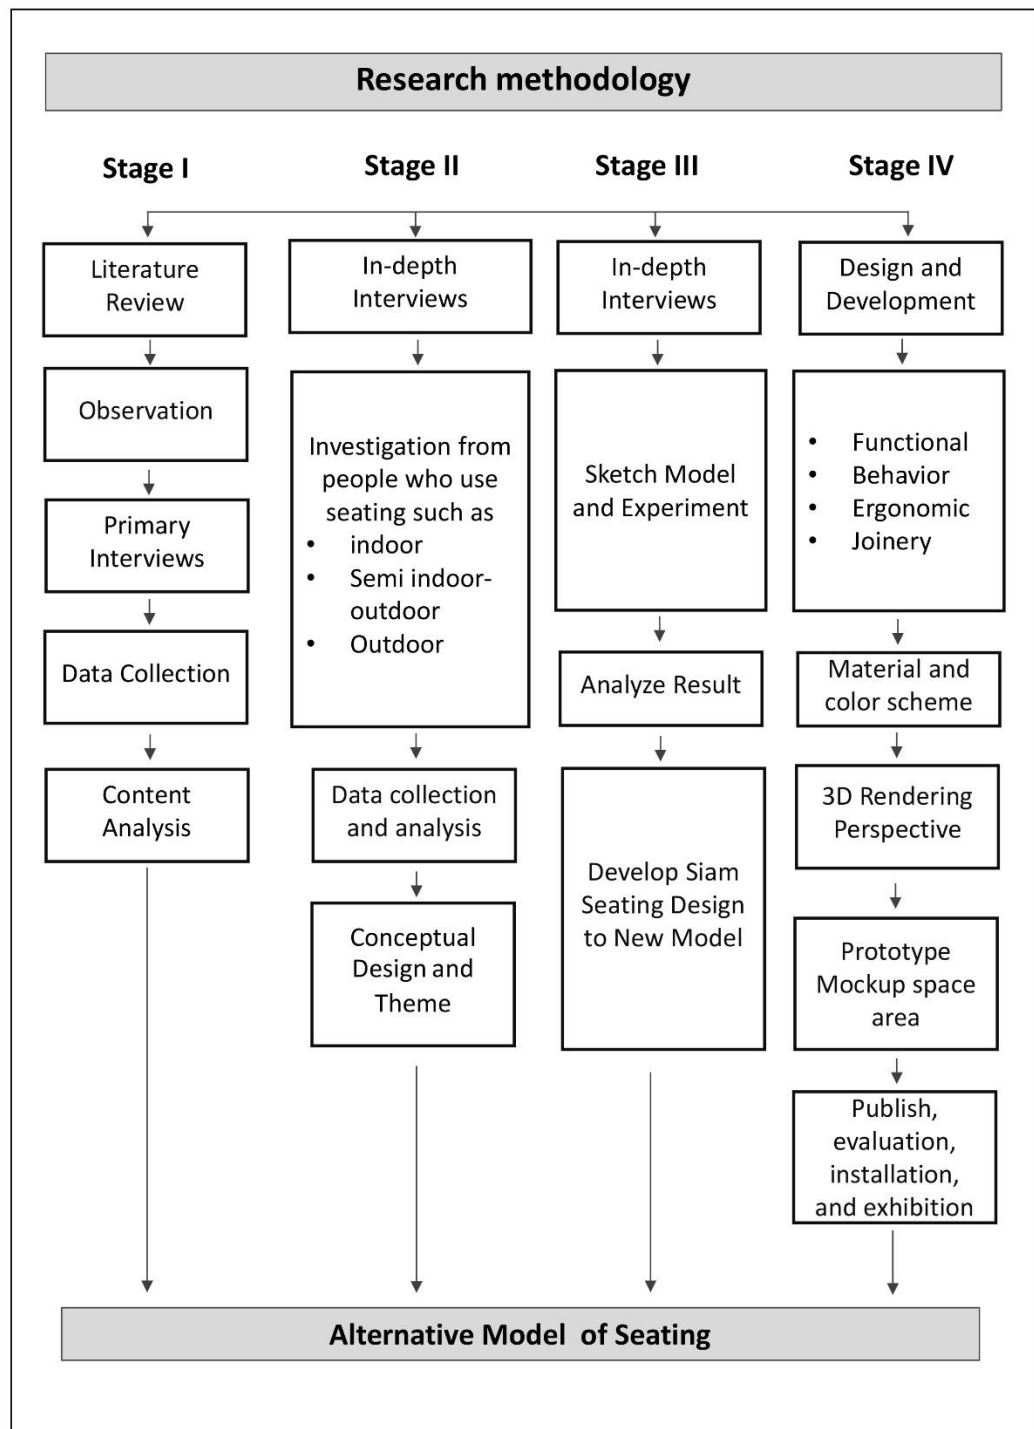 Research methodology
Stage I
Literature
Review
Observation
Primary
Interviews
Data Collection
Content
Analysis
Stage II
In-depth
Interviews
Investigation from
people who use
seating such as
• indoor
• Semi indoor-
outdoor
• Outdoor
Data collection
and analysis
Conceptual
Design and
Theme
Stage III
In-depth
Interviews
Sketch Model
and Experiment
Analyze Result
Develop Siam
Seating Design
to New Model
Stage IV
Design and
Development
• Functional
• Behavior
• Ergonomic
• Joinery
Material and
color scheme
3D Rendering
Perspective
Prototype
Mockup space
area
Publish,
evaluation,
installation,
and exhibition
Alternative Model of Seating